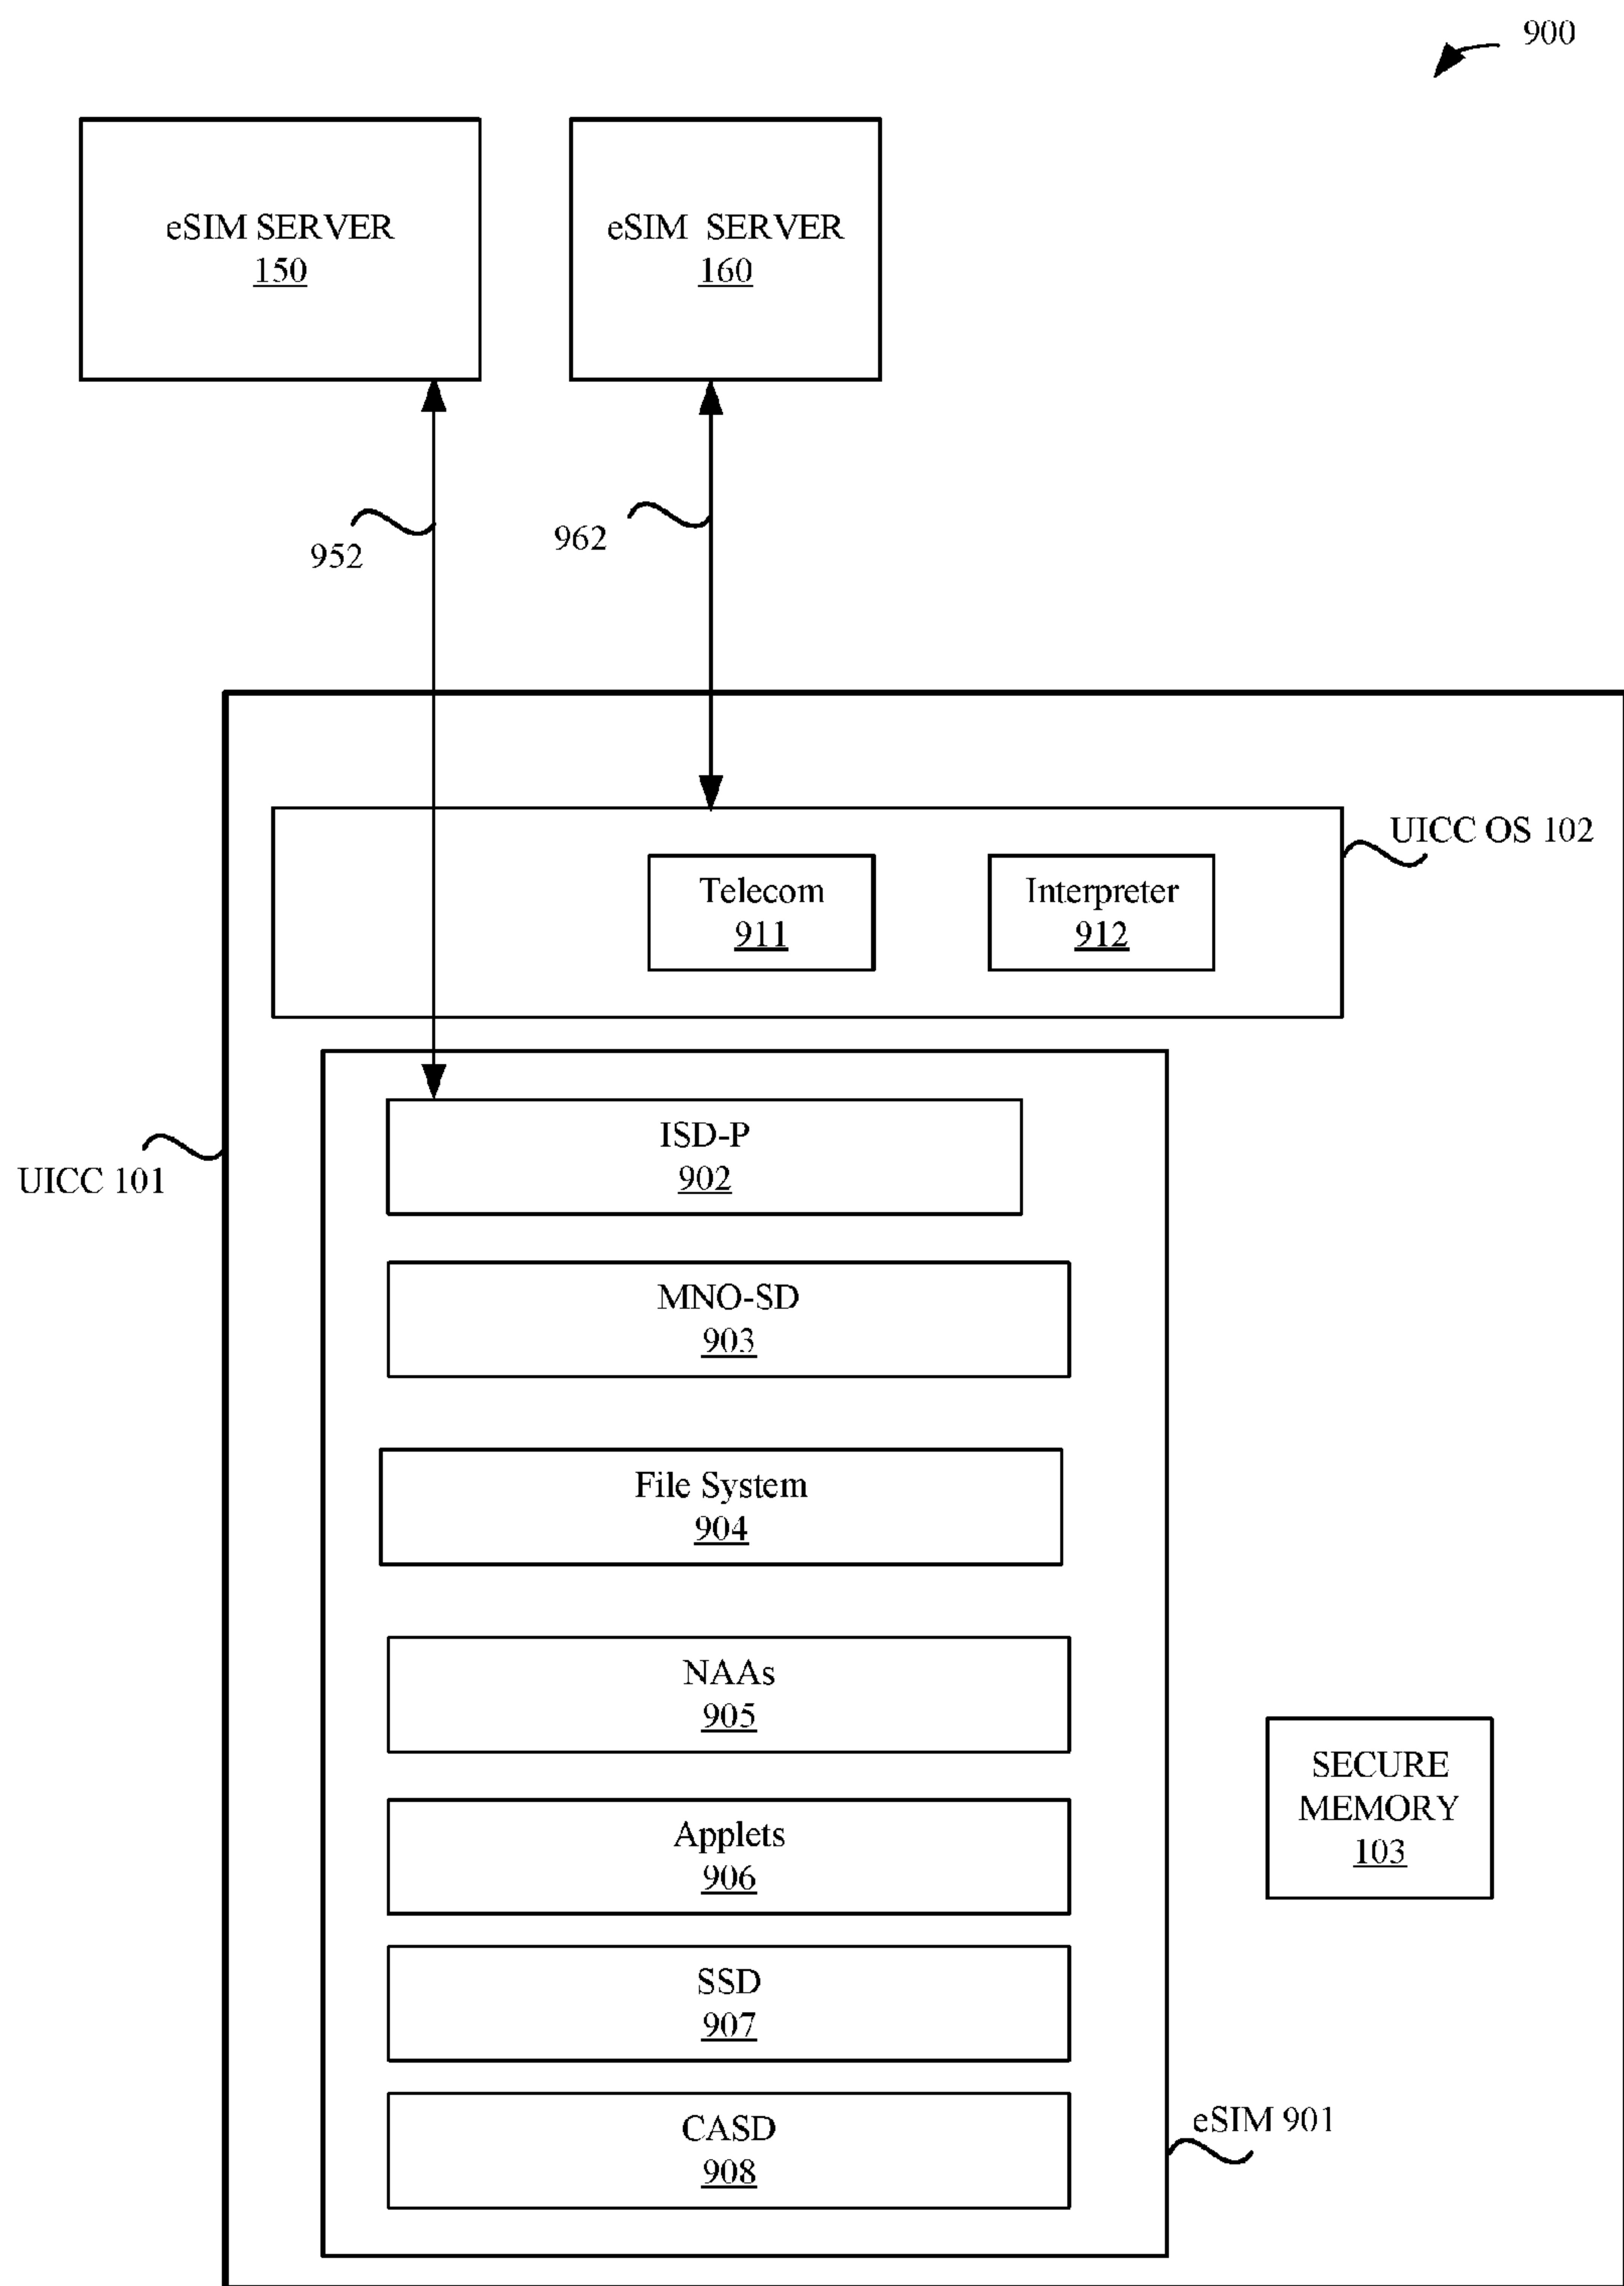 900
eSIM SERVER
150
eSIM SERVER
160
952
962
UICC OS 102
Telecom
911
Interpreter
912
ISD-P
902
UICC 101
MNO-SD
903
File System
904
NAAs
905
SECURE
MEMORY
103
Applets
906
SSD
907
CASD
908
eSIM 901